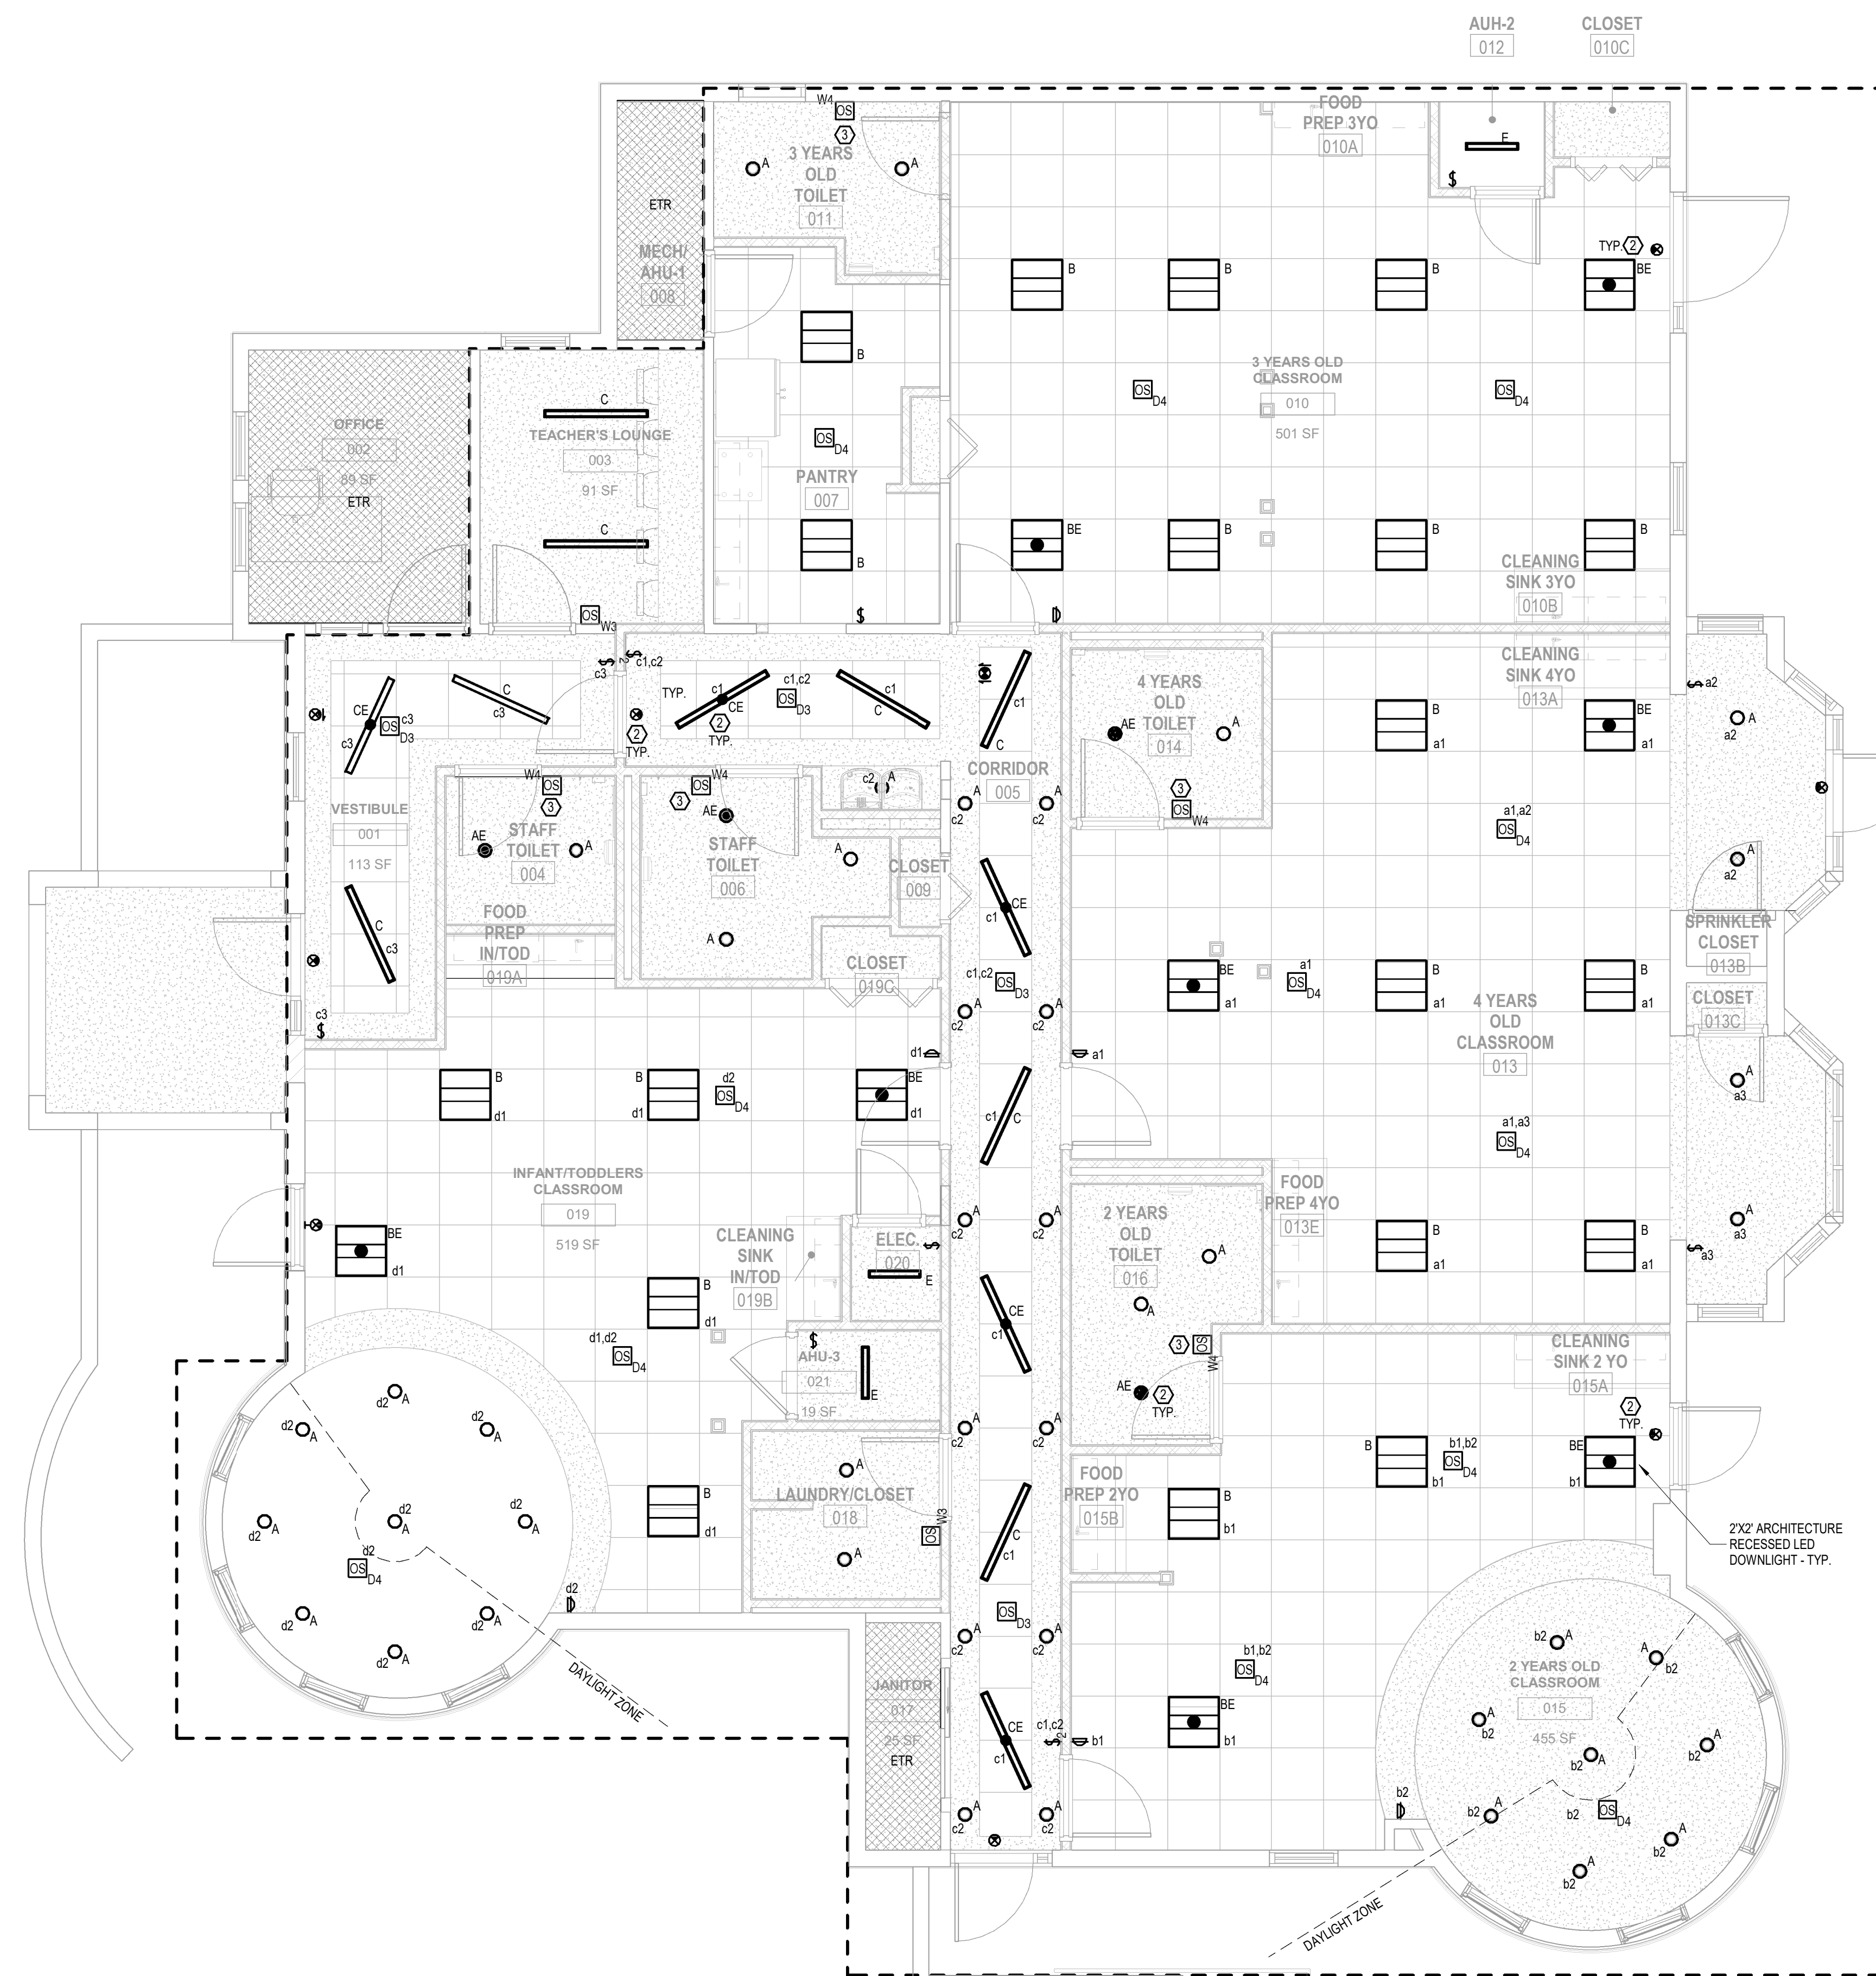 AUH-2
012
CLOSET
010C
W4
OS
3
A
A
3 YEARS
OLD
TOILET
011
FOOD
PREP 3YO
010A
E
$
ETR
MECH/
AHU-1
008
TYP.
2
B
B
B
BE
B
3 YEARS OLD
CLASSROOM
010
501 SF
OS
D4
OS
D4
OFFICE
002
89 SF
ETR
C
TEACHER'S LOUNGE
003
91 SF
C
OS
W3
OS
D4
PANTRY
007
B
$
BE
B
B
B
CLEANING
SINK 3YO
010B
CLEANING
SINK 4YO
013A
$
c3
2
$
c1,c2
CE
c3
OS
c3
D3
C
c3
TYP.
c1
CE
2
TYP.
2
TYP.
c1,c2
OS
D3
c1
C
c1
C
CORRIDOR
005
4 YEARS
OLD
TOILET
014
AE
A
3
OS
W4
B
a1
BE
a1
$
a2
A
a2
A
a2
VESTIBULE
001
113 SF
C
c3
c3
$
W4
OS
3
AE
A
STAFF
TOILET
004
W4
OS
3
AE
STAFF
TOILET
006
A
A
c2
A
CLOSET
009
FOOD
PREP
IN/TOD
019A
CLOSET
019C
A
c2
A
c2
c1
CE
c1,c2
OS
D3
A
c2
A
c2
a1,a2
OS
D4
BE
a1
a1
OS
D4
B
a1
B
a1
SPRINKLER
CLOSET
013B
CLOSET
013C
4 YEARS
OLD
CLASSROOM
013
A
a3
A
a3
$
a3
a1,a3
OS
D4
d1
a1
B
d1
B
d1
d2
OS
D4
BE
d1
c1
C
INFANT/TODDLERS
CLASSROOM
019
519 SF
BE
d1
CLEANING
SINK
IN/TOD
019B
ELEC.
020
$
E
A
c2
A
c2
2 YEARS
OLD
TOILET
016
A
A
FOOD
PREP 4YO
013E
B
a1
B
a1
B
d1
d1,d2
OS
D4
$
AHU-3
021
19 SF
E
CE
c1
3
OS
W4
AE
2
TYP.
CLEANING
SINK 2 YO
015A
2
TYP.
d2
A
d2
A
d2
A
d2
A
d2
A
d2
A
d2
A
d2
A
d2
A
d2
OS
D4
d2
B
d1
A
LAUNDRY/CLOSET
018
OS
W3
A
A
c2
A
c2
C
c1
FOOD
PREP 2YO
015B
B
b1
B
b1
b1,b2
OS
D4
BE
b1
2'X2' ARCHITECTURE
RECESSED LED
DOWNLIGHT - TYP.
OS
D3
A
c2
A
c2
JANITOR
017
25 SF
ETR
CE
c1
c1,c2
$
2
b1
b1,b2
OS
D4
BE
b1
A
c2
A
c2
DAYLIGHT ZONE
2 YEARS OLD
CLASSROOM
015
455 SF
b2
A
A
b2
A
b2
A
b2
A
b2
A
b2
b2
OS
D4
A
b2
A
b2
b2
DAYLIGHT ZONE